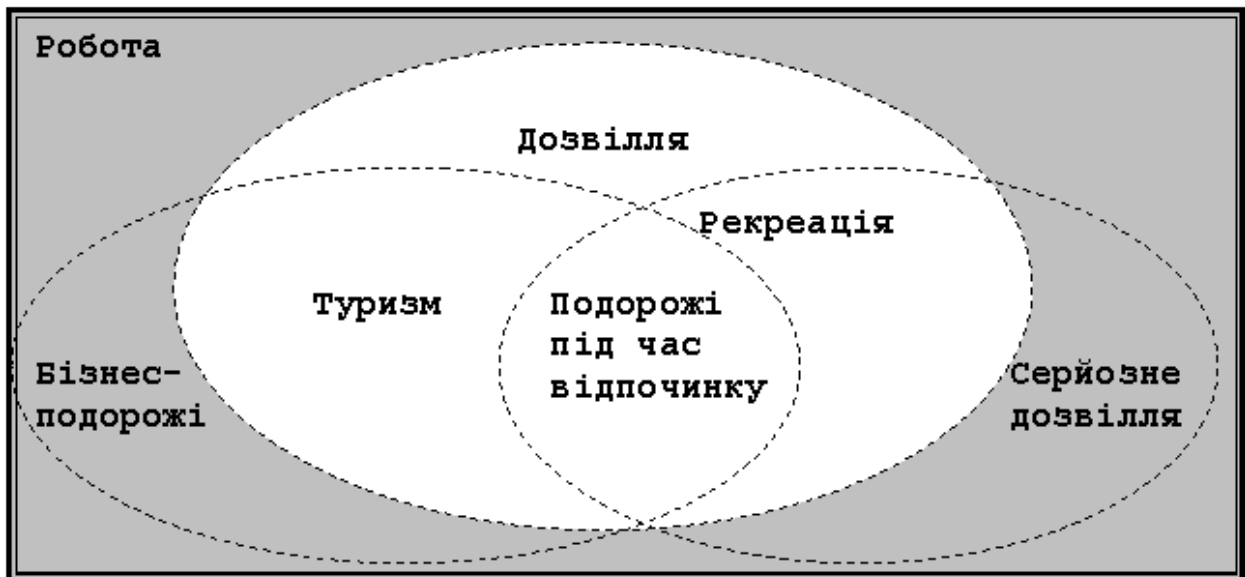 Робота
Дозвілля
Рекреація
Туризм
Подорожі
під час
відпочинку
Бізнес-
подорожі
Серйозне
дозвілля